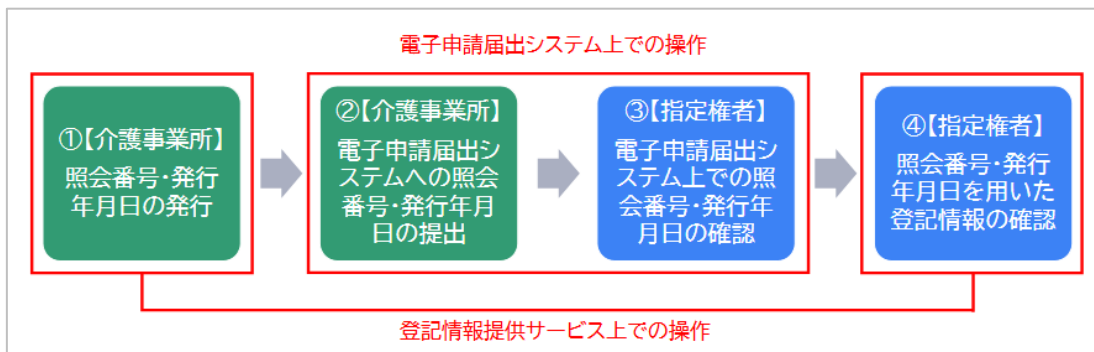 電子申請届出システム上での操作
①【介護事業所】
照会番号・発行
年月日の発行
②【介護事業所】
電子申請届出シ
ステムへの照会
番号・発行年月
日の提出
③【指定権者】
電子申請届出シ
ステム上での照
会番号・発行年
月日の確認
④【指定権者】
照会番号・発行
年月日を用いた
登記情報の確認
登記情報提供サービス上での操作